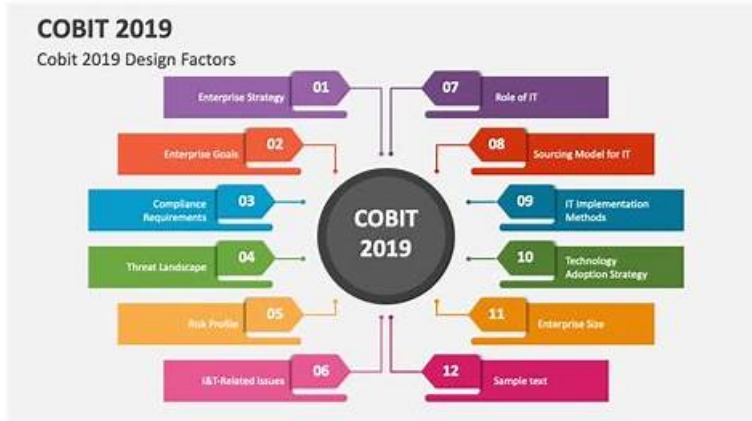 COBIT 2019
Cobit 2019 Design Factors
01
Enterprise Strategy
02
Enterprise Goals
03
Compliance
Requirements
04
Threat Landscape
05
Risk Profile
06
I&T-Related Issues
COBIT
2019
07
Role of IT
08
Sourcing Model for IT
09
IT Implementation
Methods
10
Technology
Adoption Strategy
11
Enterprise Size
12
Sample text